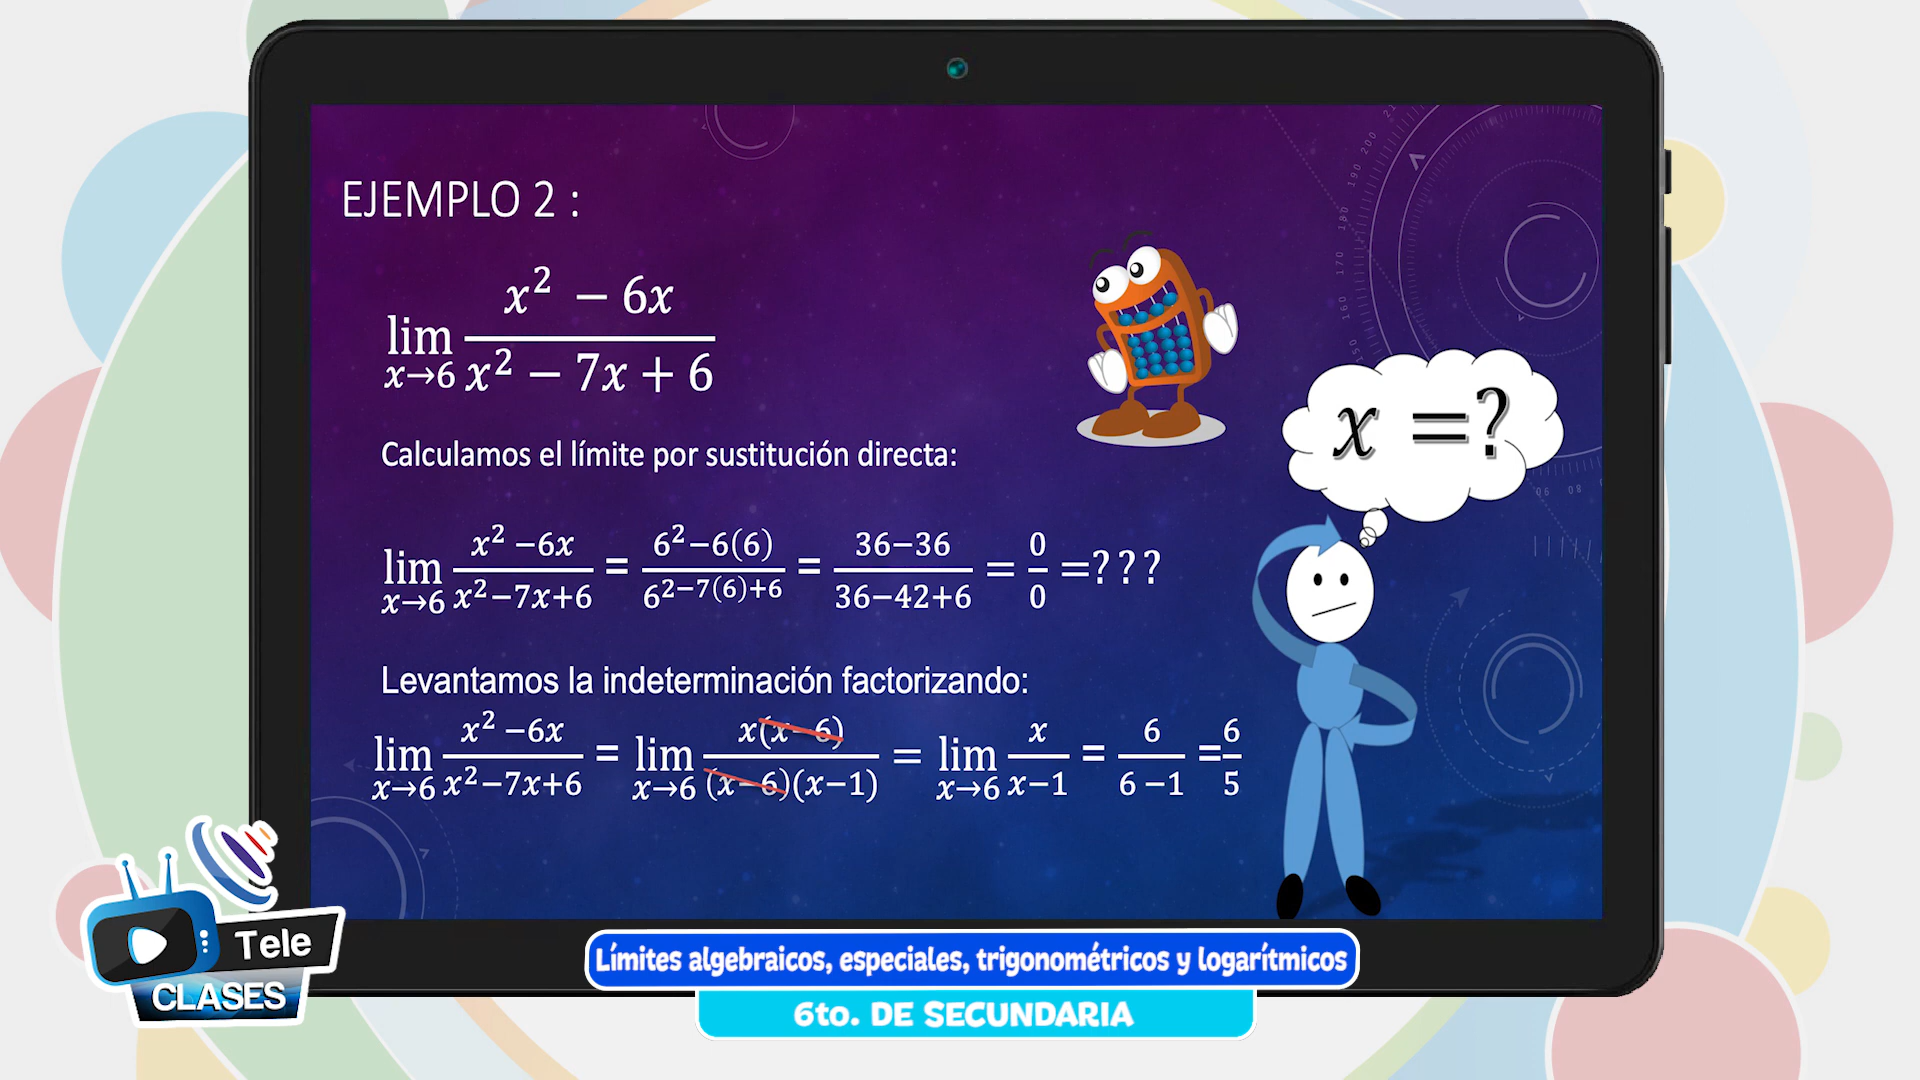 EJEMPLO 2 :
lim x→6 (x² − 6x)/(x² − 7x + 6)
x =?
Calculamos el límite por sustitución directa:
lim x→6 (x² −6x)/(x²−7x+6) = (6²−6(6))/(6²⁻⁷⁽⁶⁾⁺⁶) = (36−36)/(36−42+6) = 0/0 =???
Levantamos la indeterminación factorizando:
lim x→6 (x² −6x)/(x²−7x+6) = lim x→6 x(x−6)/((x−6)(x−1)) = lim x→6 x/(x−1) = 6/(6 −1) = 6/5
Tele
CLASES
Límites algebraicos, especiales, trigonométricos y logarítmicos
6to. DE SECUNDARIA